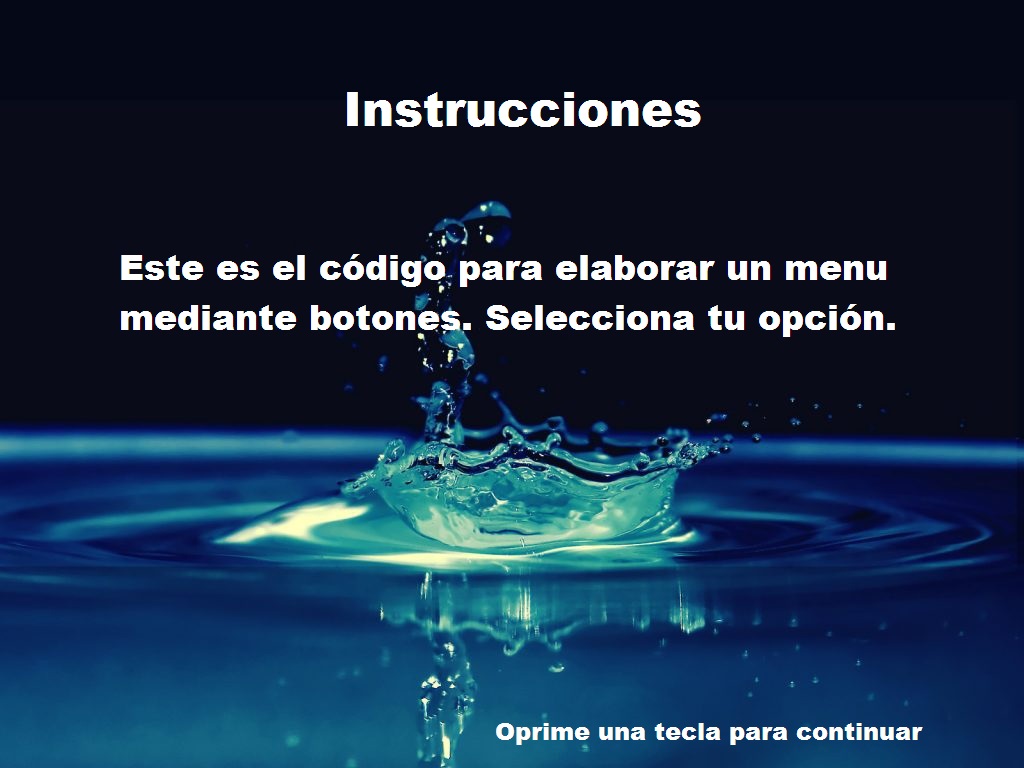 Instrucciones
Este es el código para elaborar un menu
mediante botones. Selecciona tu opción.
Oprime una tecla para continuar